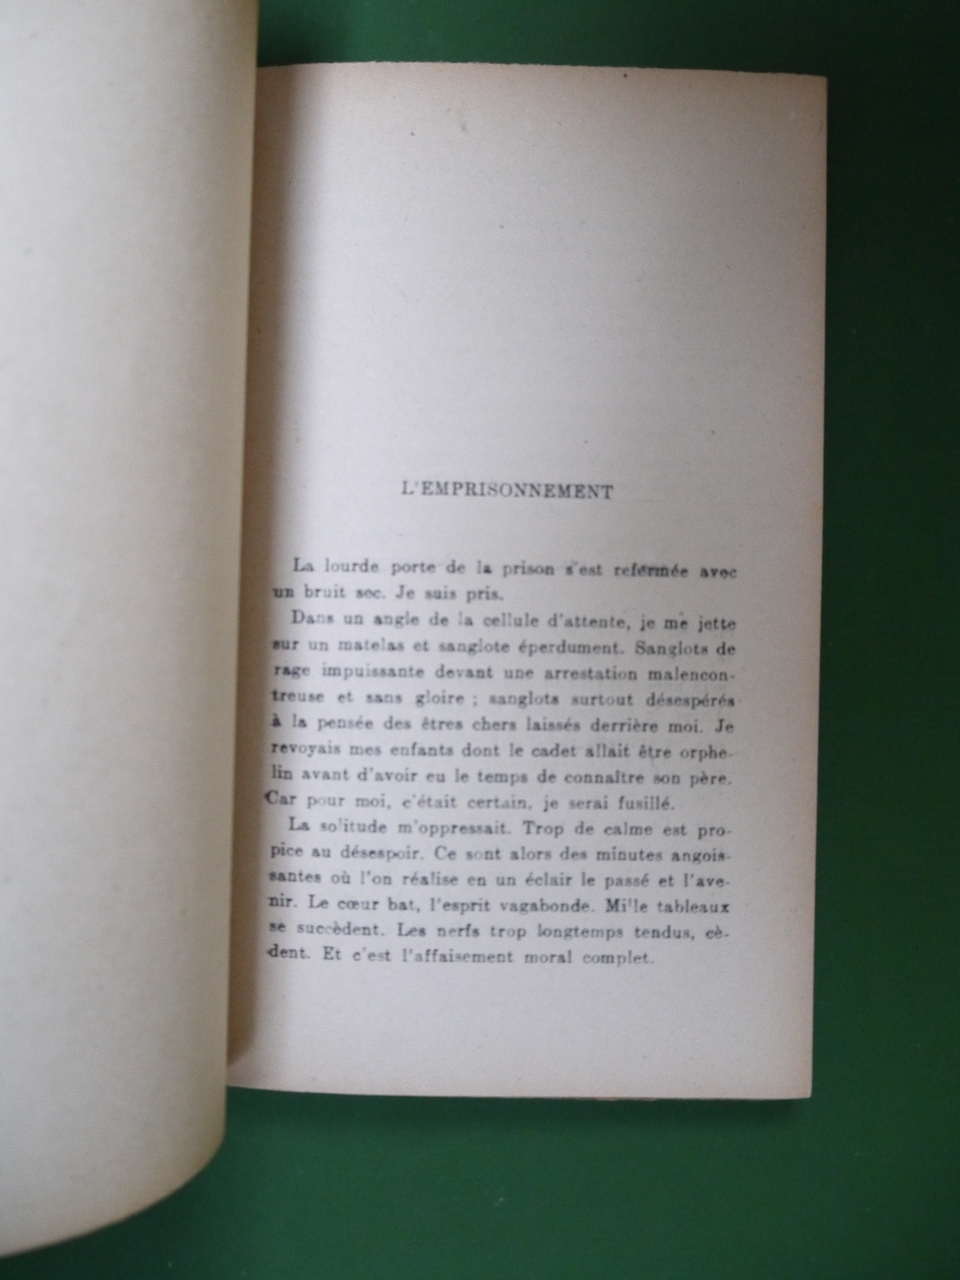 L'EMPRISONNEMENT
La lourde porte de la prison s'est refermée avec
un bruit sec. Je suis pris.
Dans un angle de la cellule d'attente, je me jette
sur un matelas et sanglote éperdument. Sanglots de
rage impuissante devant une arrestation malencon-
treuse et sans gloire ; sanglots surtout désespérés
à la pensée des êtres chers laissés derrière moi. Je
revoyais mes enfants dont le cadet allait être orphe-
lin avant d'avoir eu le temps de connaître son père.
Car pour moi, c'était certain, je serai fusillé.
La solitude m'oppressait. Trop de calme est pro-
pice au désespoir. Ce sont alors des minutes angois-
santes où l'on réalise en un éclair le passé et l'ave-
nir. Le cœur bat, l'esprit vagabonde. Mille tableaux
se succèdent. Les nerfs trop longtemps tendus, cè-
dent. Et c'est l'affaisement moral complet.